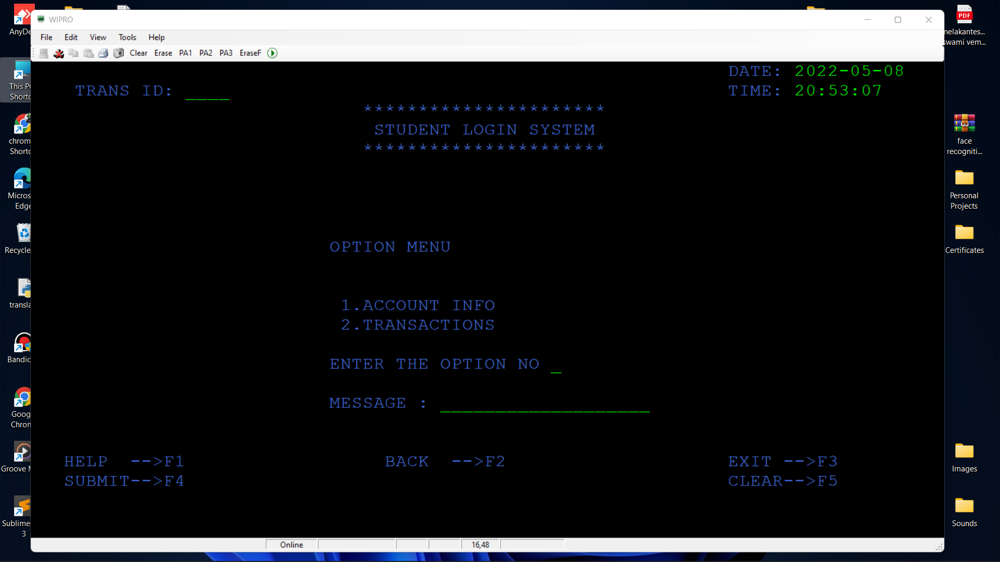 WIPRO
File Edit View Tools Help
Clear Erase PA1 PA2 PA3 EraseF
DATE: 2022-05-08
TRANS ID: ____ TIME: 20:53:07
**********************
STUDENT LOGIN SYSTEM
**********************
OPTION MENU
1.ACCOUNT INFO
2.TRANSACTIONS
ENTER THE OPTION NO _
MESSAGE : ___________________
HELP -->F1 BACK -->F2 EXIT -->F3
SUBMIT-->F4 CLEAR-->F5
Online 16,48
AnyDe
This P
Shortc
chrom
Shortc
Micros
Edge
Recycle
transla
Bandic
Goog
Chron
Groove M
Sublime
3
PDF
nelakantes...
swami vem...
face
recogniti...
Personal
Projects
Certificates
Images
Sounds